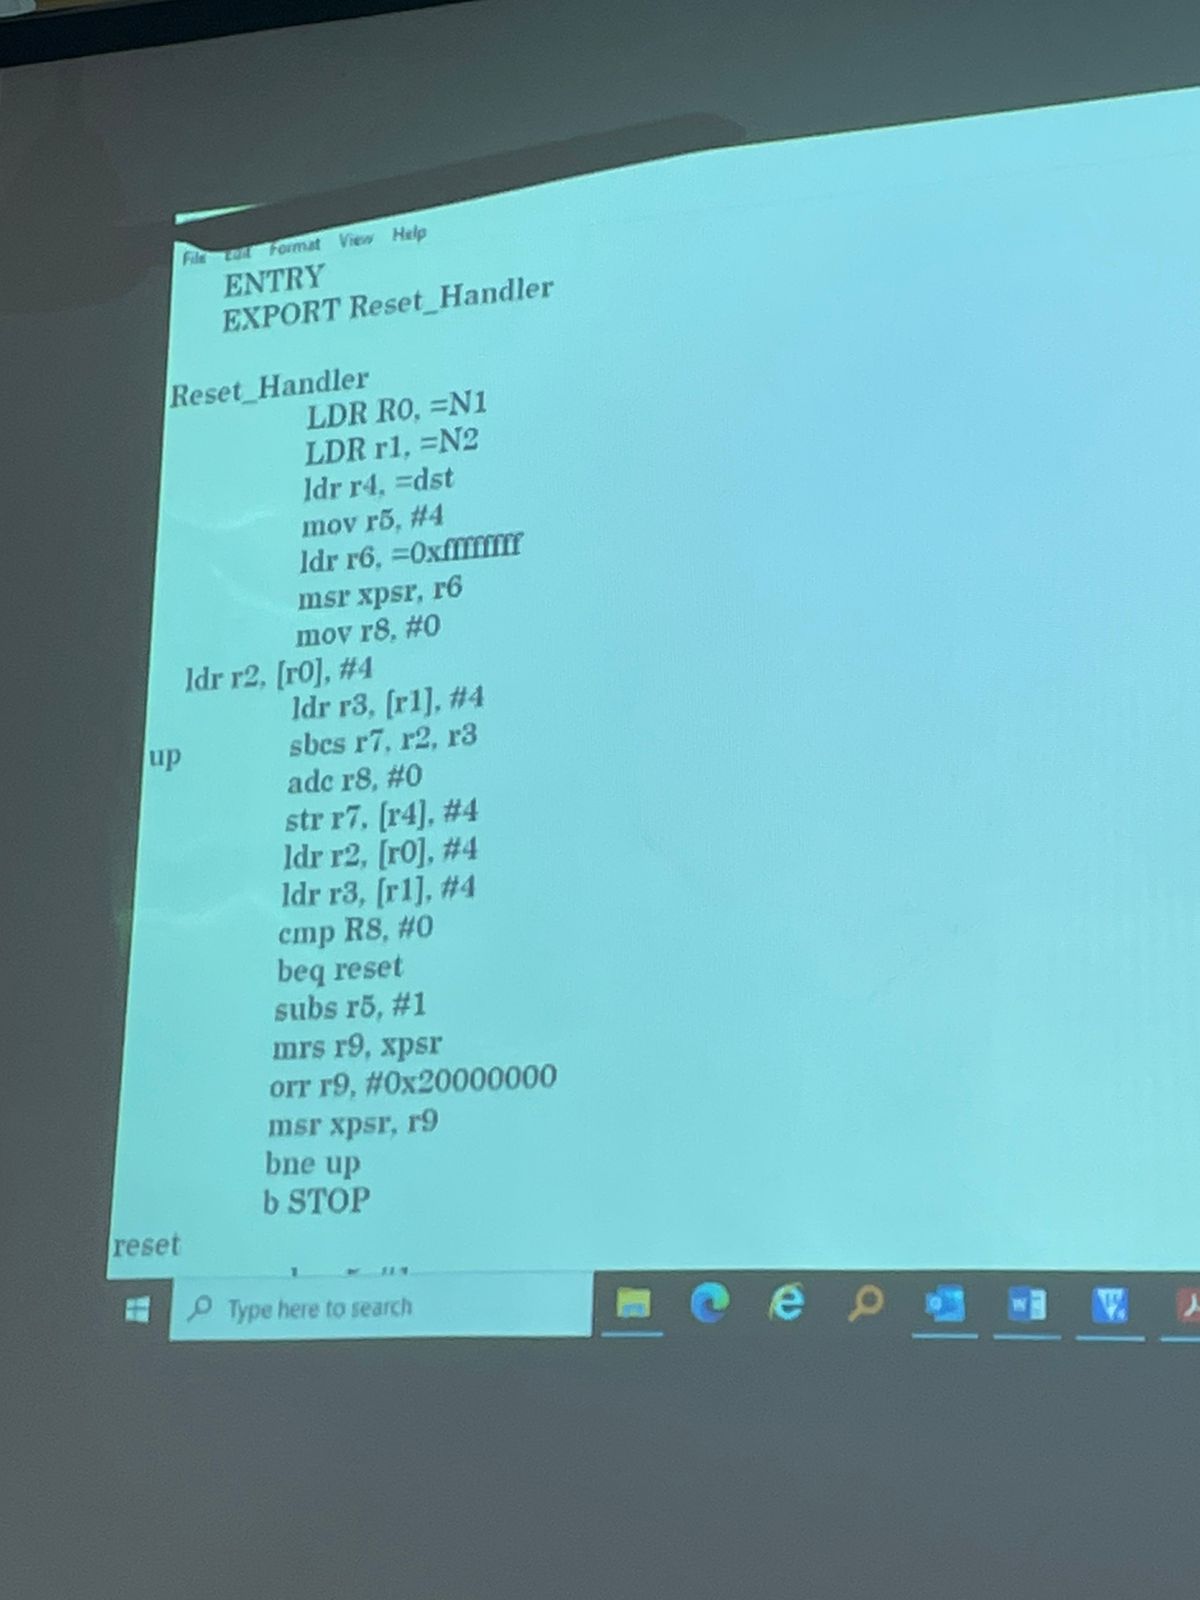 File Edit Format View Help
ENTRY
EXPORT Reset_Handler
Reset_Handler
LDR R0, =N1
LDR r1, =N2
ldr r4, =dst
mov r5, #4
ldr r6, =0xffffffff
msr xpsr, r6
mov r8, #0
ldr r2, [r0], #4
ldr r3, [r1], #4
up sbcs r7, r2, r3
adc r8, #0
str r7, [r4], #4
ldr r2, [r0], #4
ldr r3, [r1], #4
cmp R8, #0
beq reset
subs r5, #1
mrs r9, xpsr
orr r9, #0x20000000
msr xpsr, r9
bne up
b STOP
reset
Type here to search